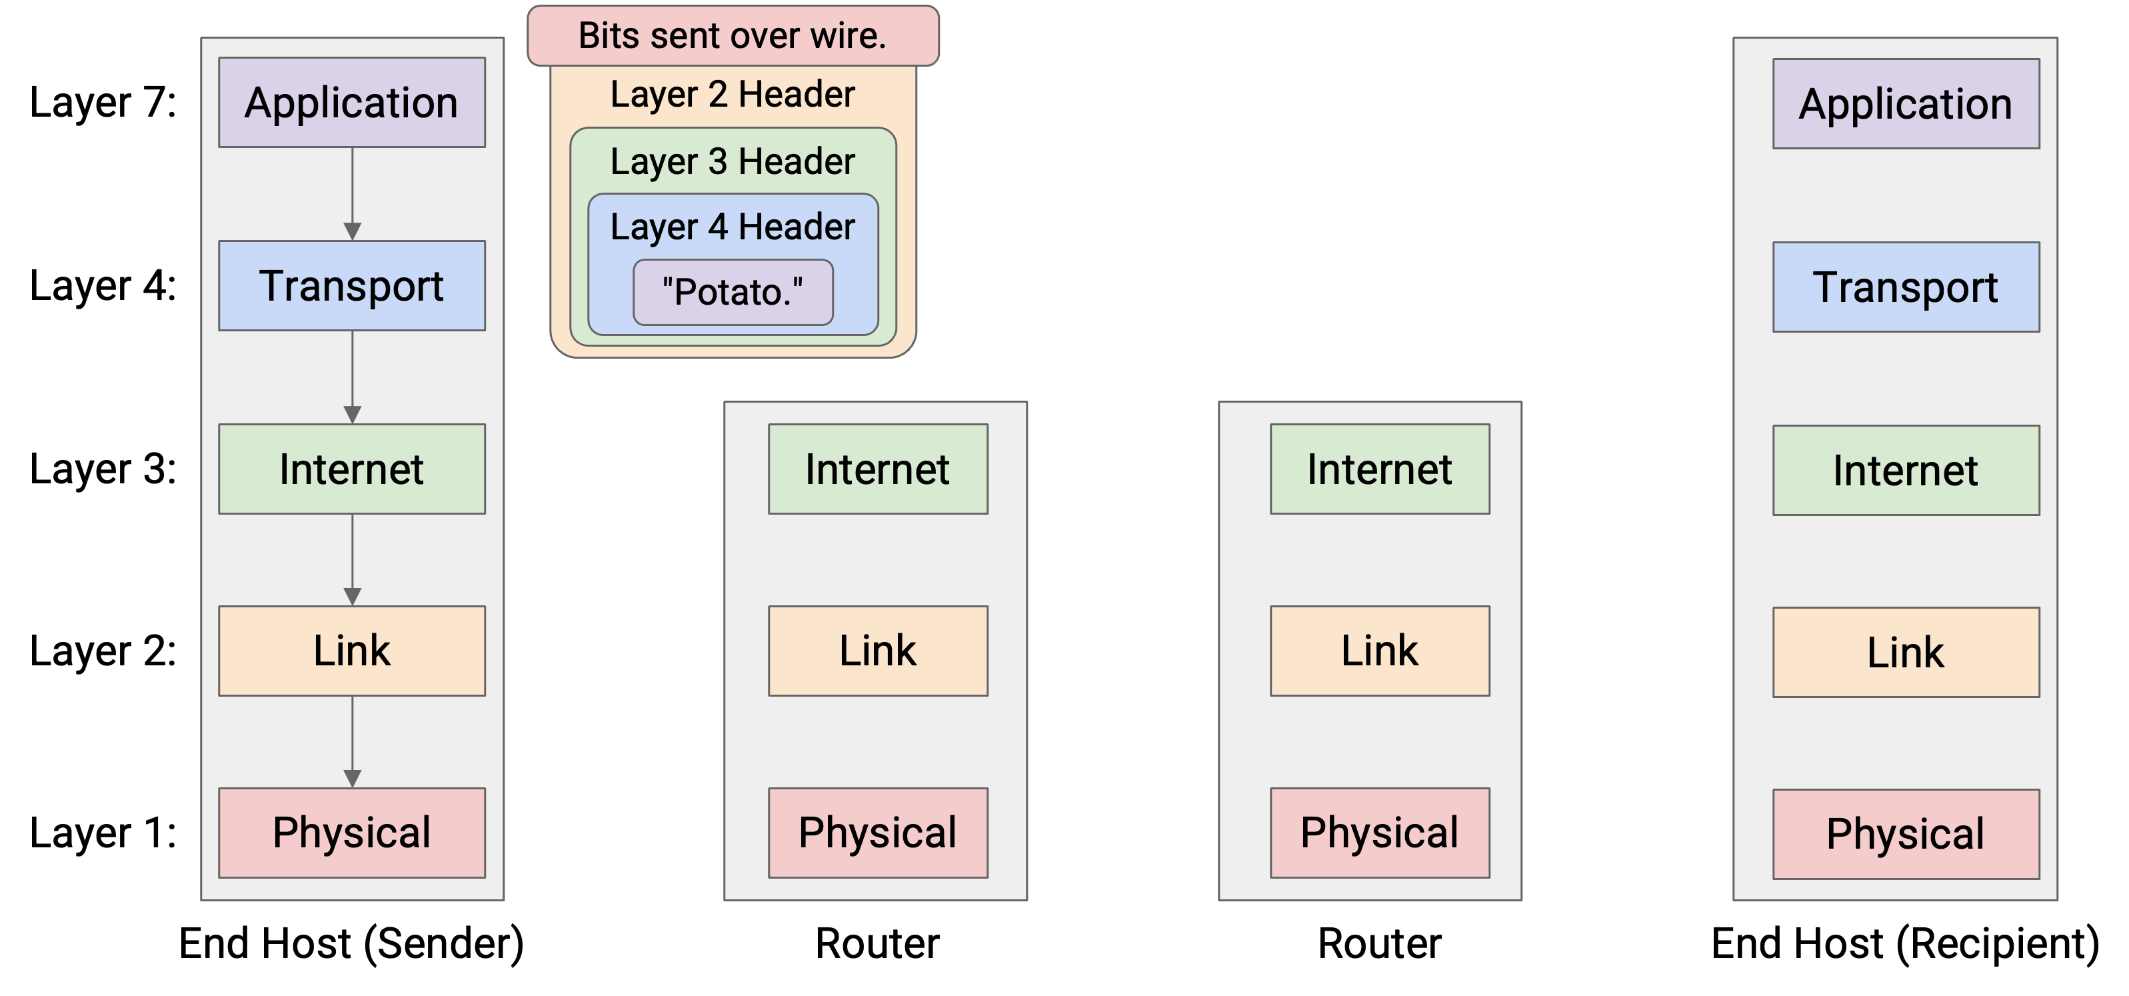 Bits sent over wire.
Layer 2 Header
Layer 3 Header
Layer 4 Header
"Potato."
Layer 7:
Application
Application
Layer 4:
Transport
Transport
Layer 3:
Internet
Internet
Internet
Internet
Layer 2:
Link
Link
Link
Link
Layer 1:
Physical
Physical
Physical
Physical
End Host (Sender)
Router
Router
End Host (Recipient)